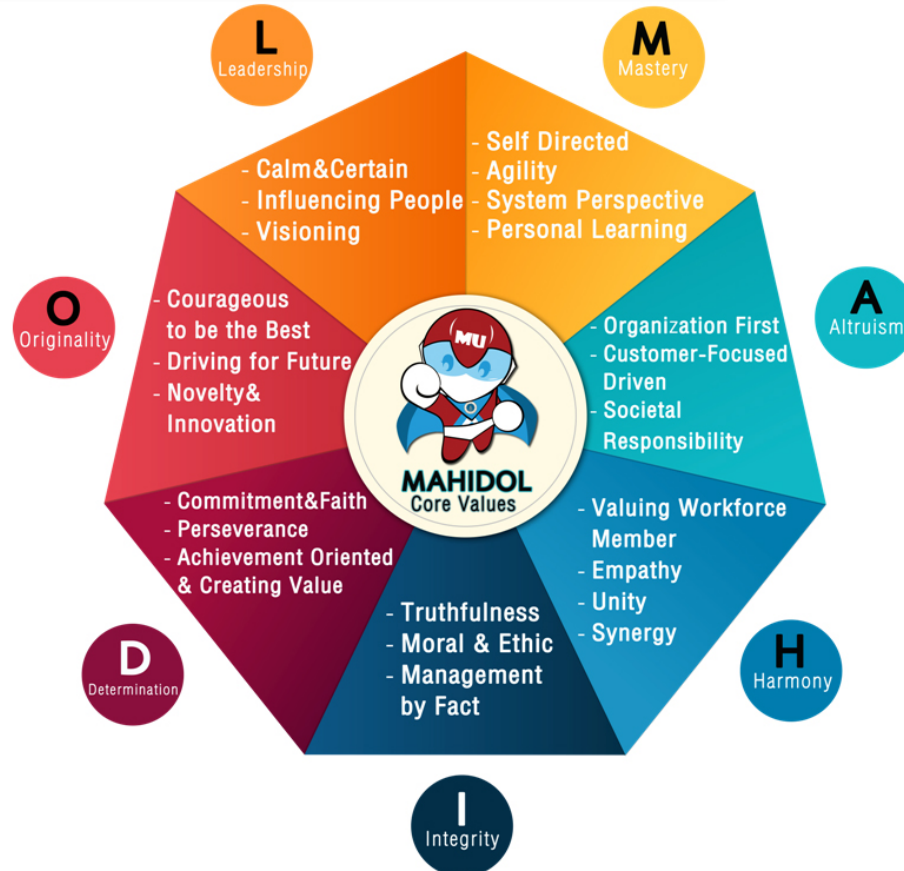 L
Leadership
M
Mastery
- Calm&Certain
- Influencing People
- Visioning
- Self Directed
- Agility
- System Perspective
- Personal Learning
O
Originality
- Courageous
to be the Best
- Driving for Future
- Novelty&
Innovation
MU
MAHIDOL
Core Values
- Organization First
- Customer-Focused
Driven
- Societal
Responsibility
A
Altruism
- Commitment&Faith
- Perseverance
- Achievement Oriented
& Creating Value
- Truthfulness
- Moral & Ethic
- Management
by Fact
- Valuing Workforce
Member
- Empathy
- Unity
- Synergy
D
Determination
H
Harmony
I
Integrity